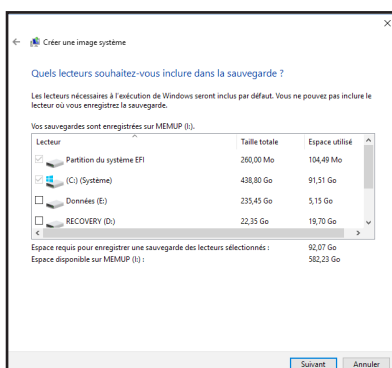 Créer une image système
Quels lecteurs souhaitez-vous inclure dans la sauvegarde ?
Les lecteurs nécessaires à l'exécution de Windows seront inclus par défaut. Vous ne pouvez pas inclure le
lecteur où vous enregistrez la sauvegarde.
Vos sauvegardes sont enregistrées sur MEMUP (I:).
Lecteur Taille totale Espace utilisé
Partition du système EFI 260,00 Mo 104,49 Mo
(C:) (Système) 438,80 Go 91,51 Go
Données (E:) 235,45 Go 5,15 Go
RECOVERY (D:) 22,35 Go 19,70 Go
Espace requis pour enregistrer une sauvegarde des lecteurs sélectionnés : 92,07 Go
Espace disponible sur MEMUP (I:) : 582,23 Go
Suivant Annuler